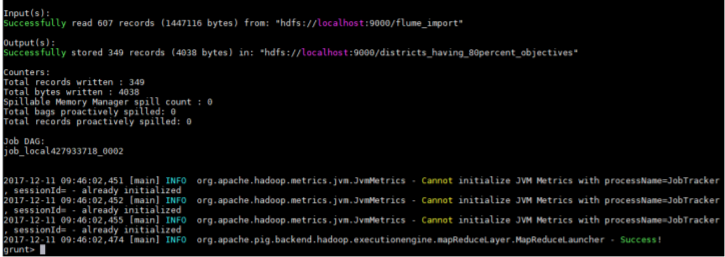 Input(s):
Successfully read 607 records (1447116 bytes) from: "hdfs://localhost:9000/flume_import"
Output(s):
Successfully stored 349 records (4038 bytes) in: "hdfs://localhost:9000/districts_having_80percent_objectives"
Counters:
Total records written : 349
Total bytes written : 4038
Spillable Memory Manager spill count : 0
Total bags proactively spilled: 0
Total records proactively spilled: 0
Job DAG:
job_local427933718_0002
2017-12-11 09:46:02,451 [main] INFO  org.apache.hadoop.metrics.jvm.JvmMetrics - Cannot initialize JVM Metrics with processName=JobTracker
, sessionId= - already initialized
2017-12-11 09:46:02,452 [main] INFO  org.apache.hadoop.metrics.jvm.JvmMetrics - Cannot initialize JVM Metrics with processName=JobTracker
, sessionId= - already initialized
2017-12-11 09:46:02,455 [main] INFO  org.apache.hadoop.metrics.jvm.JvmMetrics - Cannot initialize JVM Metrics with processName=JobTracker
, sessionId= - already initialized
2017-12-11 09:46:02,474 [main] INFO  org.apache.pig.backend.hadoop.executionengine.mapReduceLayer.MapReduceLauncher - Success!
grunt>